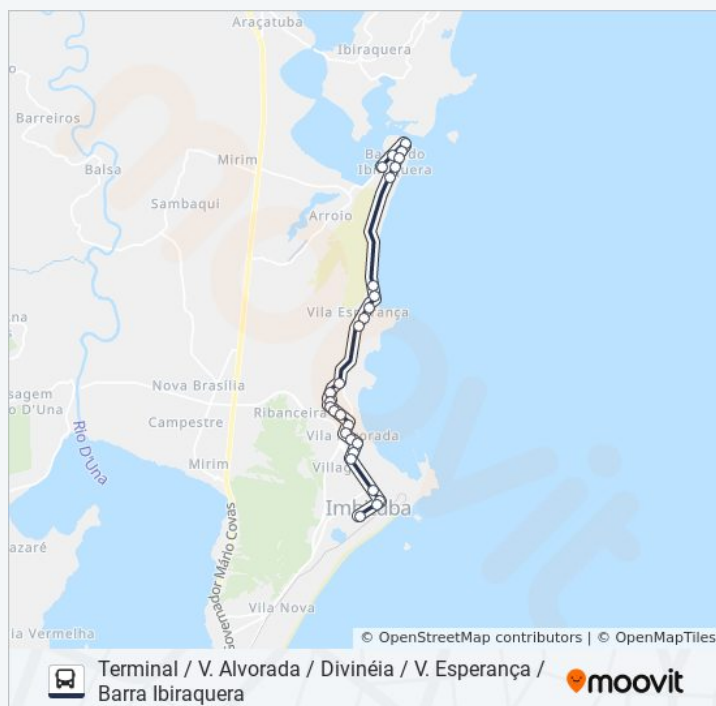 Araçatuba
Ibiraquera
Barreiros
Mirim
Barra do
Ibiraquera
Balsa
Sambaqui
Arroio
Vila Esperança
Nova Brasília
Ribanceira
Campestre
Rio D'Una
Vila Alvorada
Mirim
Village
Imbituba
Governador Mário Covas
Vila Nova
© OpenStreetMap contributors | © OpenMapTiles
Terminal / V. Alvorada / Divinéia / V. Esperança /
Barra Ibiraquera
moovit